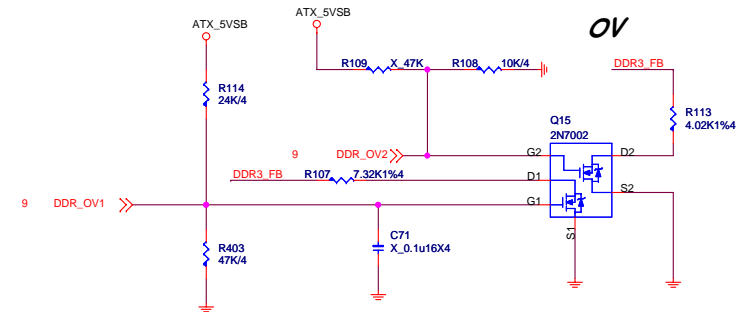 ATX_5VSB
ATX_5VSB
OV
R109
X_47K
R108
10K/4
DDR3_FB
R114
24K/4
R113
4.02K1%4
Q15
2N7002
9
DDR_OV2
G2
D2
DDR3_FB
R107
7.32K1%4
D1
S2
9
DDR_OV1
G1
S1
C71
X_0.1u16X4
R403
47K/4